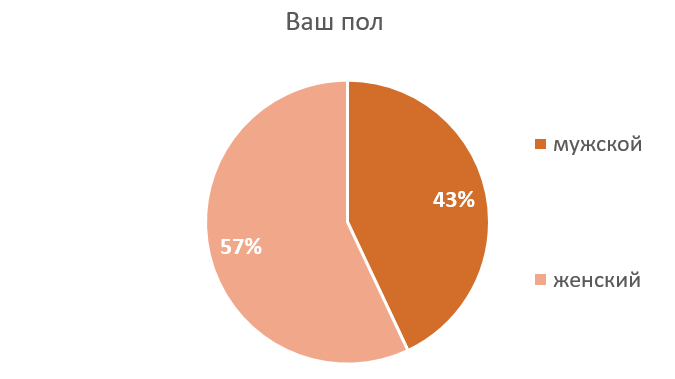 Ваш пол
мужской
43%
57%
женский